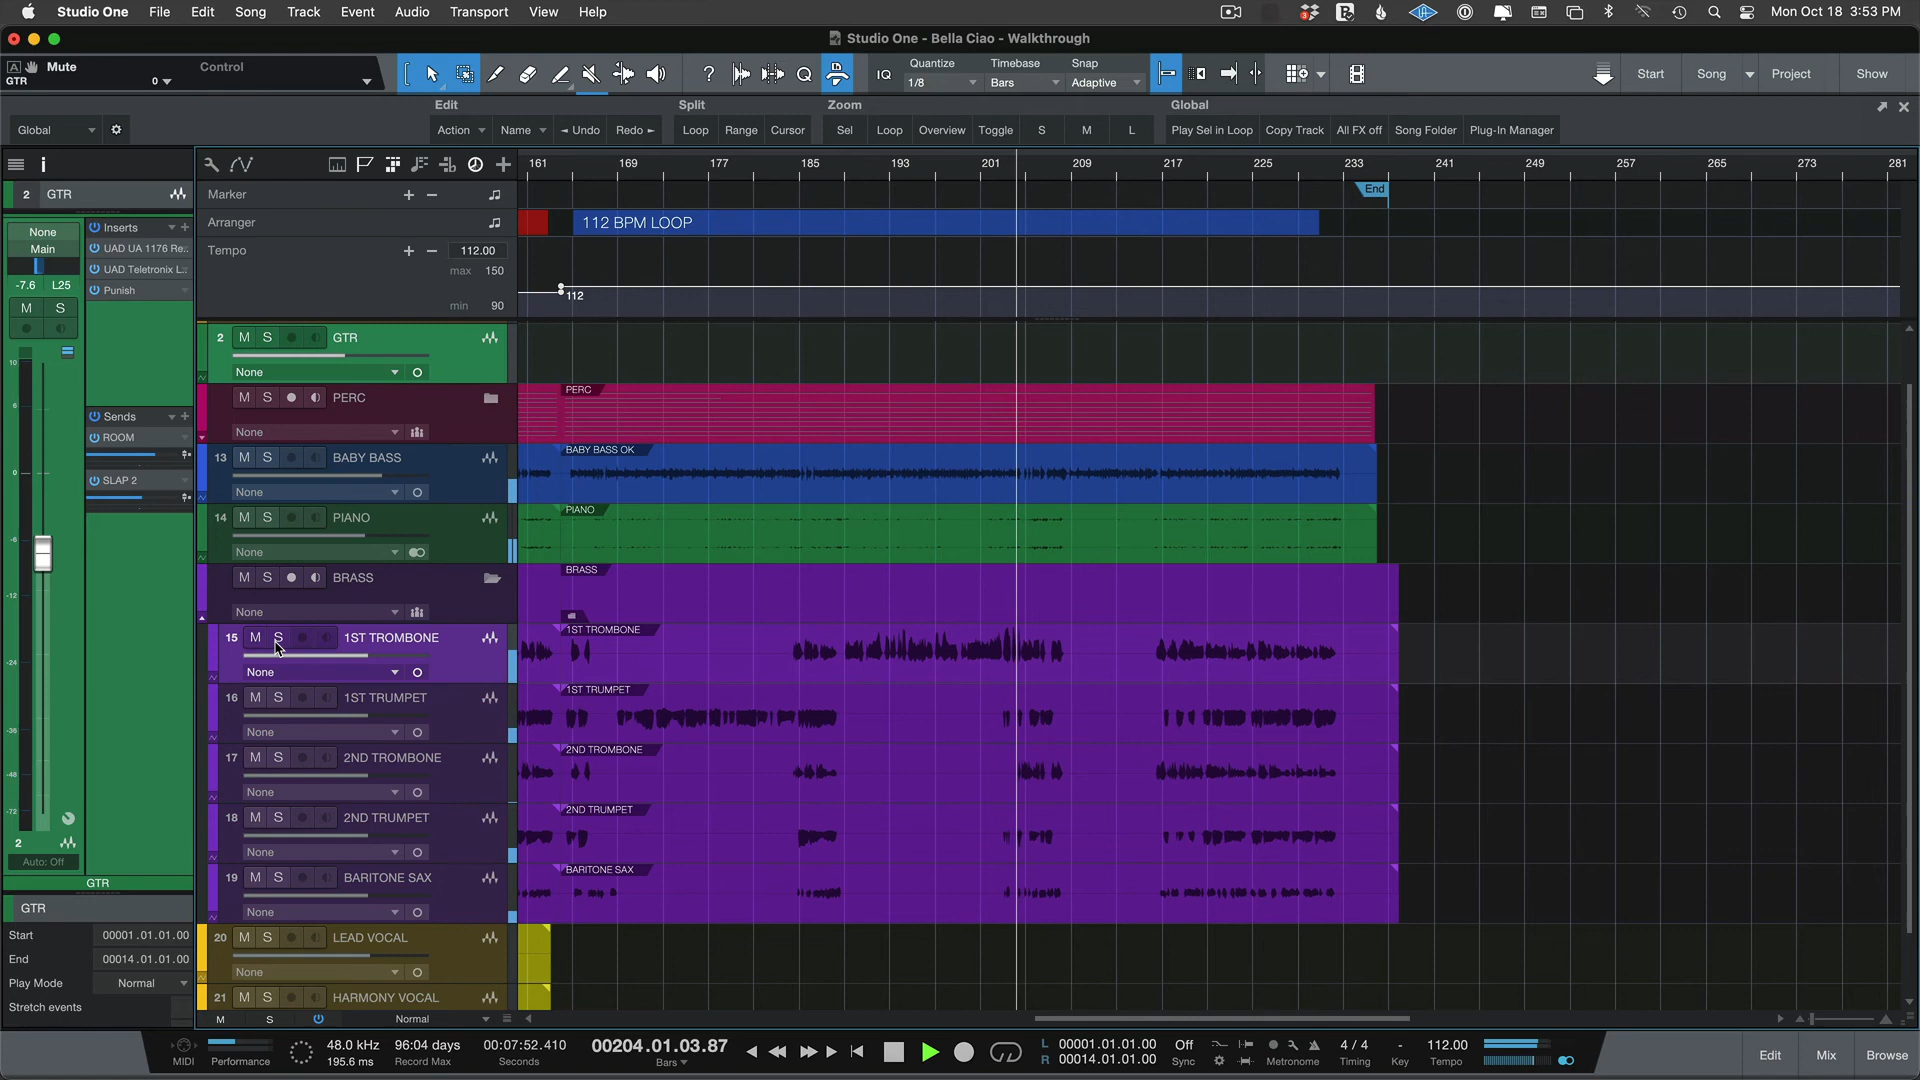 Studio One File Edit Song Track Event Audio Transport View Help Mon Oct 18 3:53 PM
Studio One - Bella Ciao - Walkthrough
Mute Control
GTR 0
IQ Quantize 1/8 Timebase Bars Snap Adaptive Start Song Project Show
Edit Split Zoom Global
Global Action Name Undo Redo Loop Range Cursor Sel Loop Overview Toggle S M L Play Sel in Loop Copy Track All FX off Song Folder Plug-In Manager
161 169 177 185 193 201 209 217 225 233 241 249 257 265 273 281
2 GTR
Marker End
Arranger 112 BPM LOOP
Tempo 112.00
max 150
min 90
112
None
Main
-7.6 L25
M S
Inserts
UAD UA 1176 Re..
UAD Teletronix L..
Punish
Sends
ROOM
SLAP 2
10
6
0
-6
-12
-24
-36
-48
-72
2
Auto: Off
GTR
GTR
Start 00001.01.01.00
End 00014.01.01.00
Play Mode Normal
Stretch events
2 M S GTR
None
M S PERC PERC
None
13 M S BABY BASS BABY BASS OK
None
14 M S PIANO PIANO
None
M S BRASS BRASS
None
15 M S 1ST TROMBONE 1ST TROMBONE
None
16 M S 1ST TRUMPET 1ST TRUMPET
None
17 M S 2ND TROMBONE 2ND TROMBONE
None
18 M S 2ND TRUMPET 2ND TRUMPET
None
19 M S BARITONE SAX BARITONE SAX
None
20 M S LEAD VOCAL
None
21 M S HARMONY VOCAL
M S Normal
MIDI Performance 48.0 kHz 195.6 ms 96:04 days Record Max 00:07:52.410 Seconds 00204.01.03.87 Bars L 00001.01.01.00 R 00014.01.01.00 Off Sync Metronome 4 / 4 Timing - Key 112.00 Tempo Edit Mix Browse